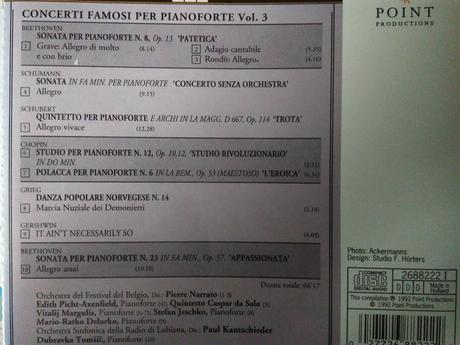 CONCERTI FAMOSI PER PIANOFORTE Vol. 3
BEETHOVEN
SONATA PER PIANOFORTE N. 8, Op. 13 'PATETICA'
1 Grave: Allegro di molto e con brio (8.14)
2 Adagio cantabile (5.35)
3 Rondò: Allegro. (4.10)
SCHUMANN
SONATA IN FA MIN. PER PIANOFORTE 'CONCERTO SENZA ORCHESTRA'
4 Allegro (9.15)
SCHUBERT
QUINTETTO PER PIANOFORTE E ARCHI IN LA MAGG. D 667, Op. 114 'TROTA'
5 Allegro vivace (12.28)
CHOPIN
6 STUDIO PER PIANOFORTE N. 12, Op. 10,12, 'STUDIO RIVOLUZIONARIO'
IN DO MIN. (2.51)
7 POLACCA PER PIANOFORTE N. 6 IN LA BEM., Op. 53 (MAESTOSO) 'L'EROICA'
GRIEG
DANZA POPOLARE NORVEGESE N. 14
8 Marcia Nuziale dei Demonietti (2.18)
GERSHWIN
9 IT AIN'T NECESSARILY SO (4.09)
BEETHOVEN
SONATA PER PIANOFORTE N. 23 IN FA MIN., Op. 57, 'APPASSIONATA'
10 Allegro assai (10.18)
Durata totale: 66'17
Orchestra del Festival del Belgio, Dir.: Pierre Narrato (1-3)
Edith Picht-Axenfeld, Pianoforte (4), Quintetto Caspar da Salo (5)
Vitalij Margulis, Pianoforte (6-7) Stefan Jeschko, Pianoforte (8)
Mario-Ratko Delorko, Pianoforte (9)
Orchestra Sinfonica della Radio di Lubiana, Dir.: Paul Kantschieder
Dubravka Tomšič, Pianoforte (10)
POINT
PRODUCTIONS
Photo: Ackermanns
Design: Studio F. Hörters
COMPACT
disc
DIGITAL AUDIO
2688222
DDD
Made in Holland
This compilation ℗ 1992 Point Productions
© 1992 Point Productions